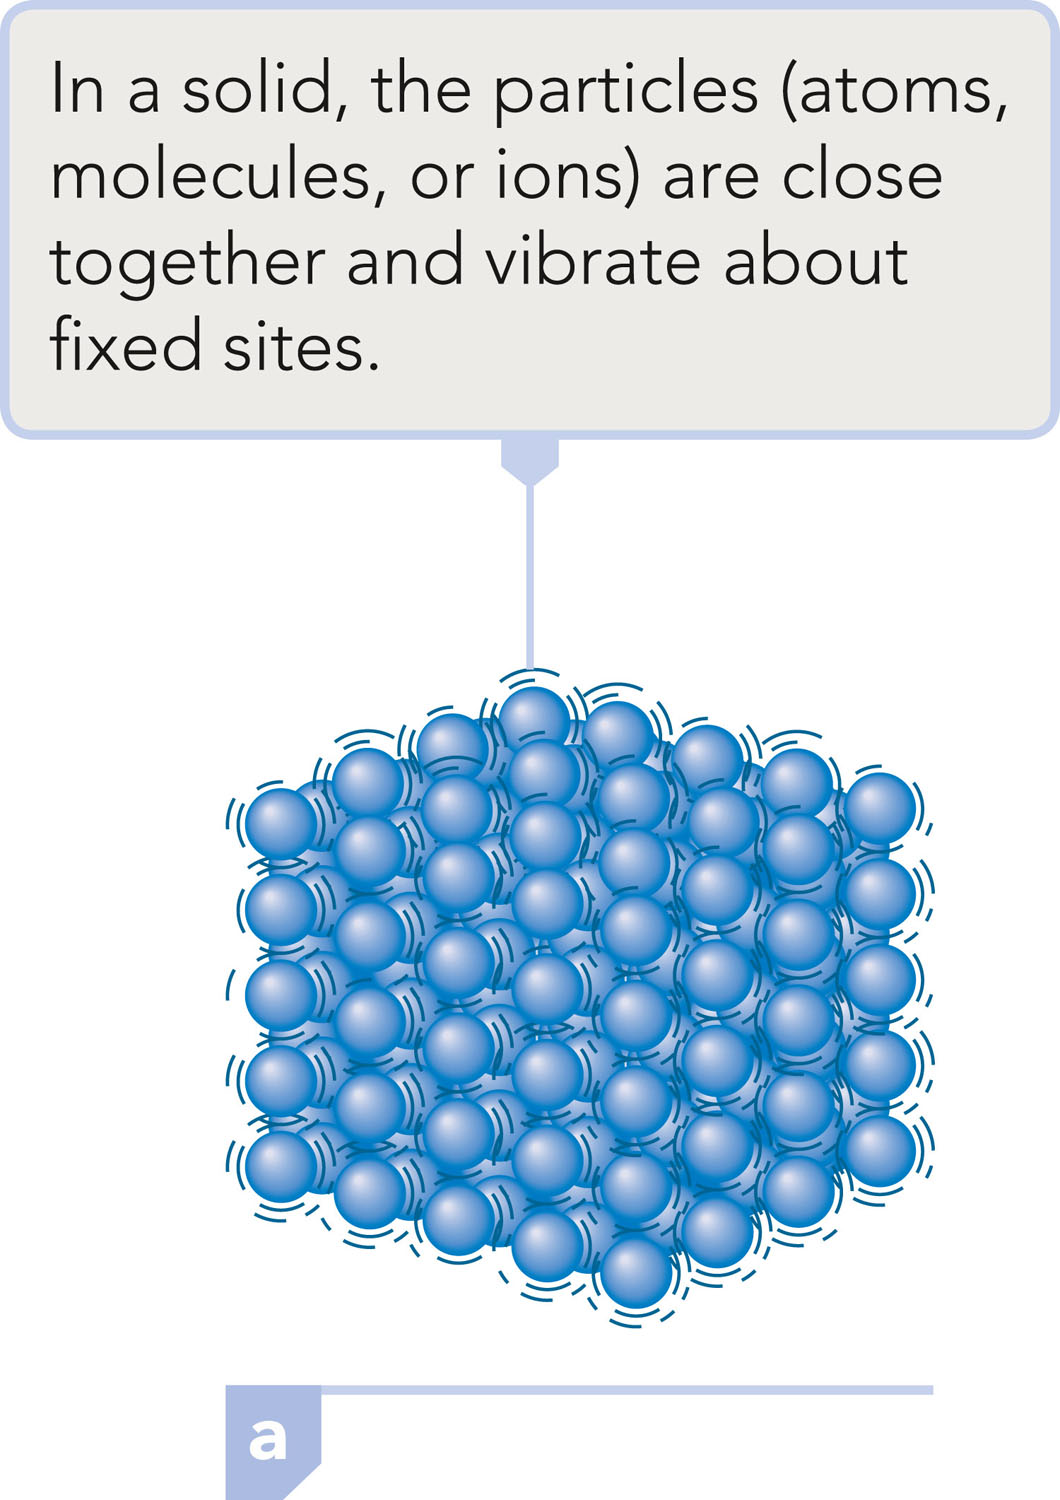 In a solid, the particles (atoms,
molecules, or ions) are close
together and vibrate about
fixed sites.
a